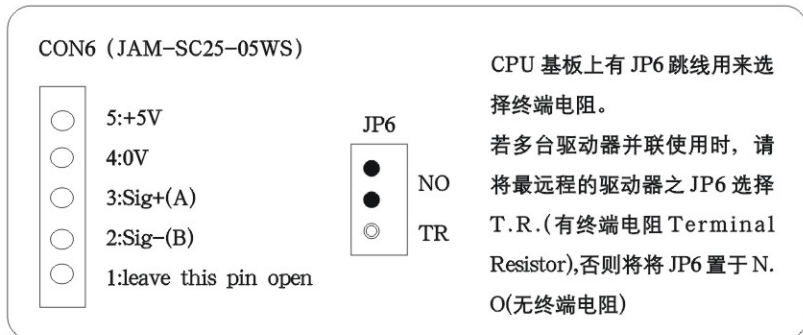 CON6 (JAM-SC25-05WS)
5:+5V
4:0V
3:Sig+(A)
2:Sig-(B)
1:leave this pin open
JP6
NO
TR
CPU 基板上有 JP6 跳线用来选
择终端电阻。
若多台驱动器并联使用时，请
将最远程的驱动器之 JP6 选择
T.R.(有终端电阻 Terminal
Resistor),否则将将 JP6 置于 N.
O(无终端电阻)